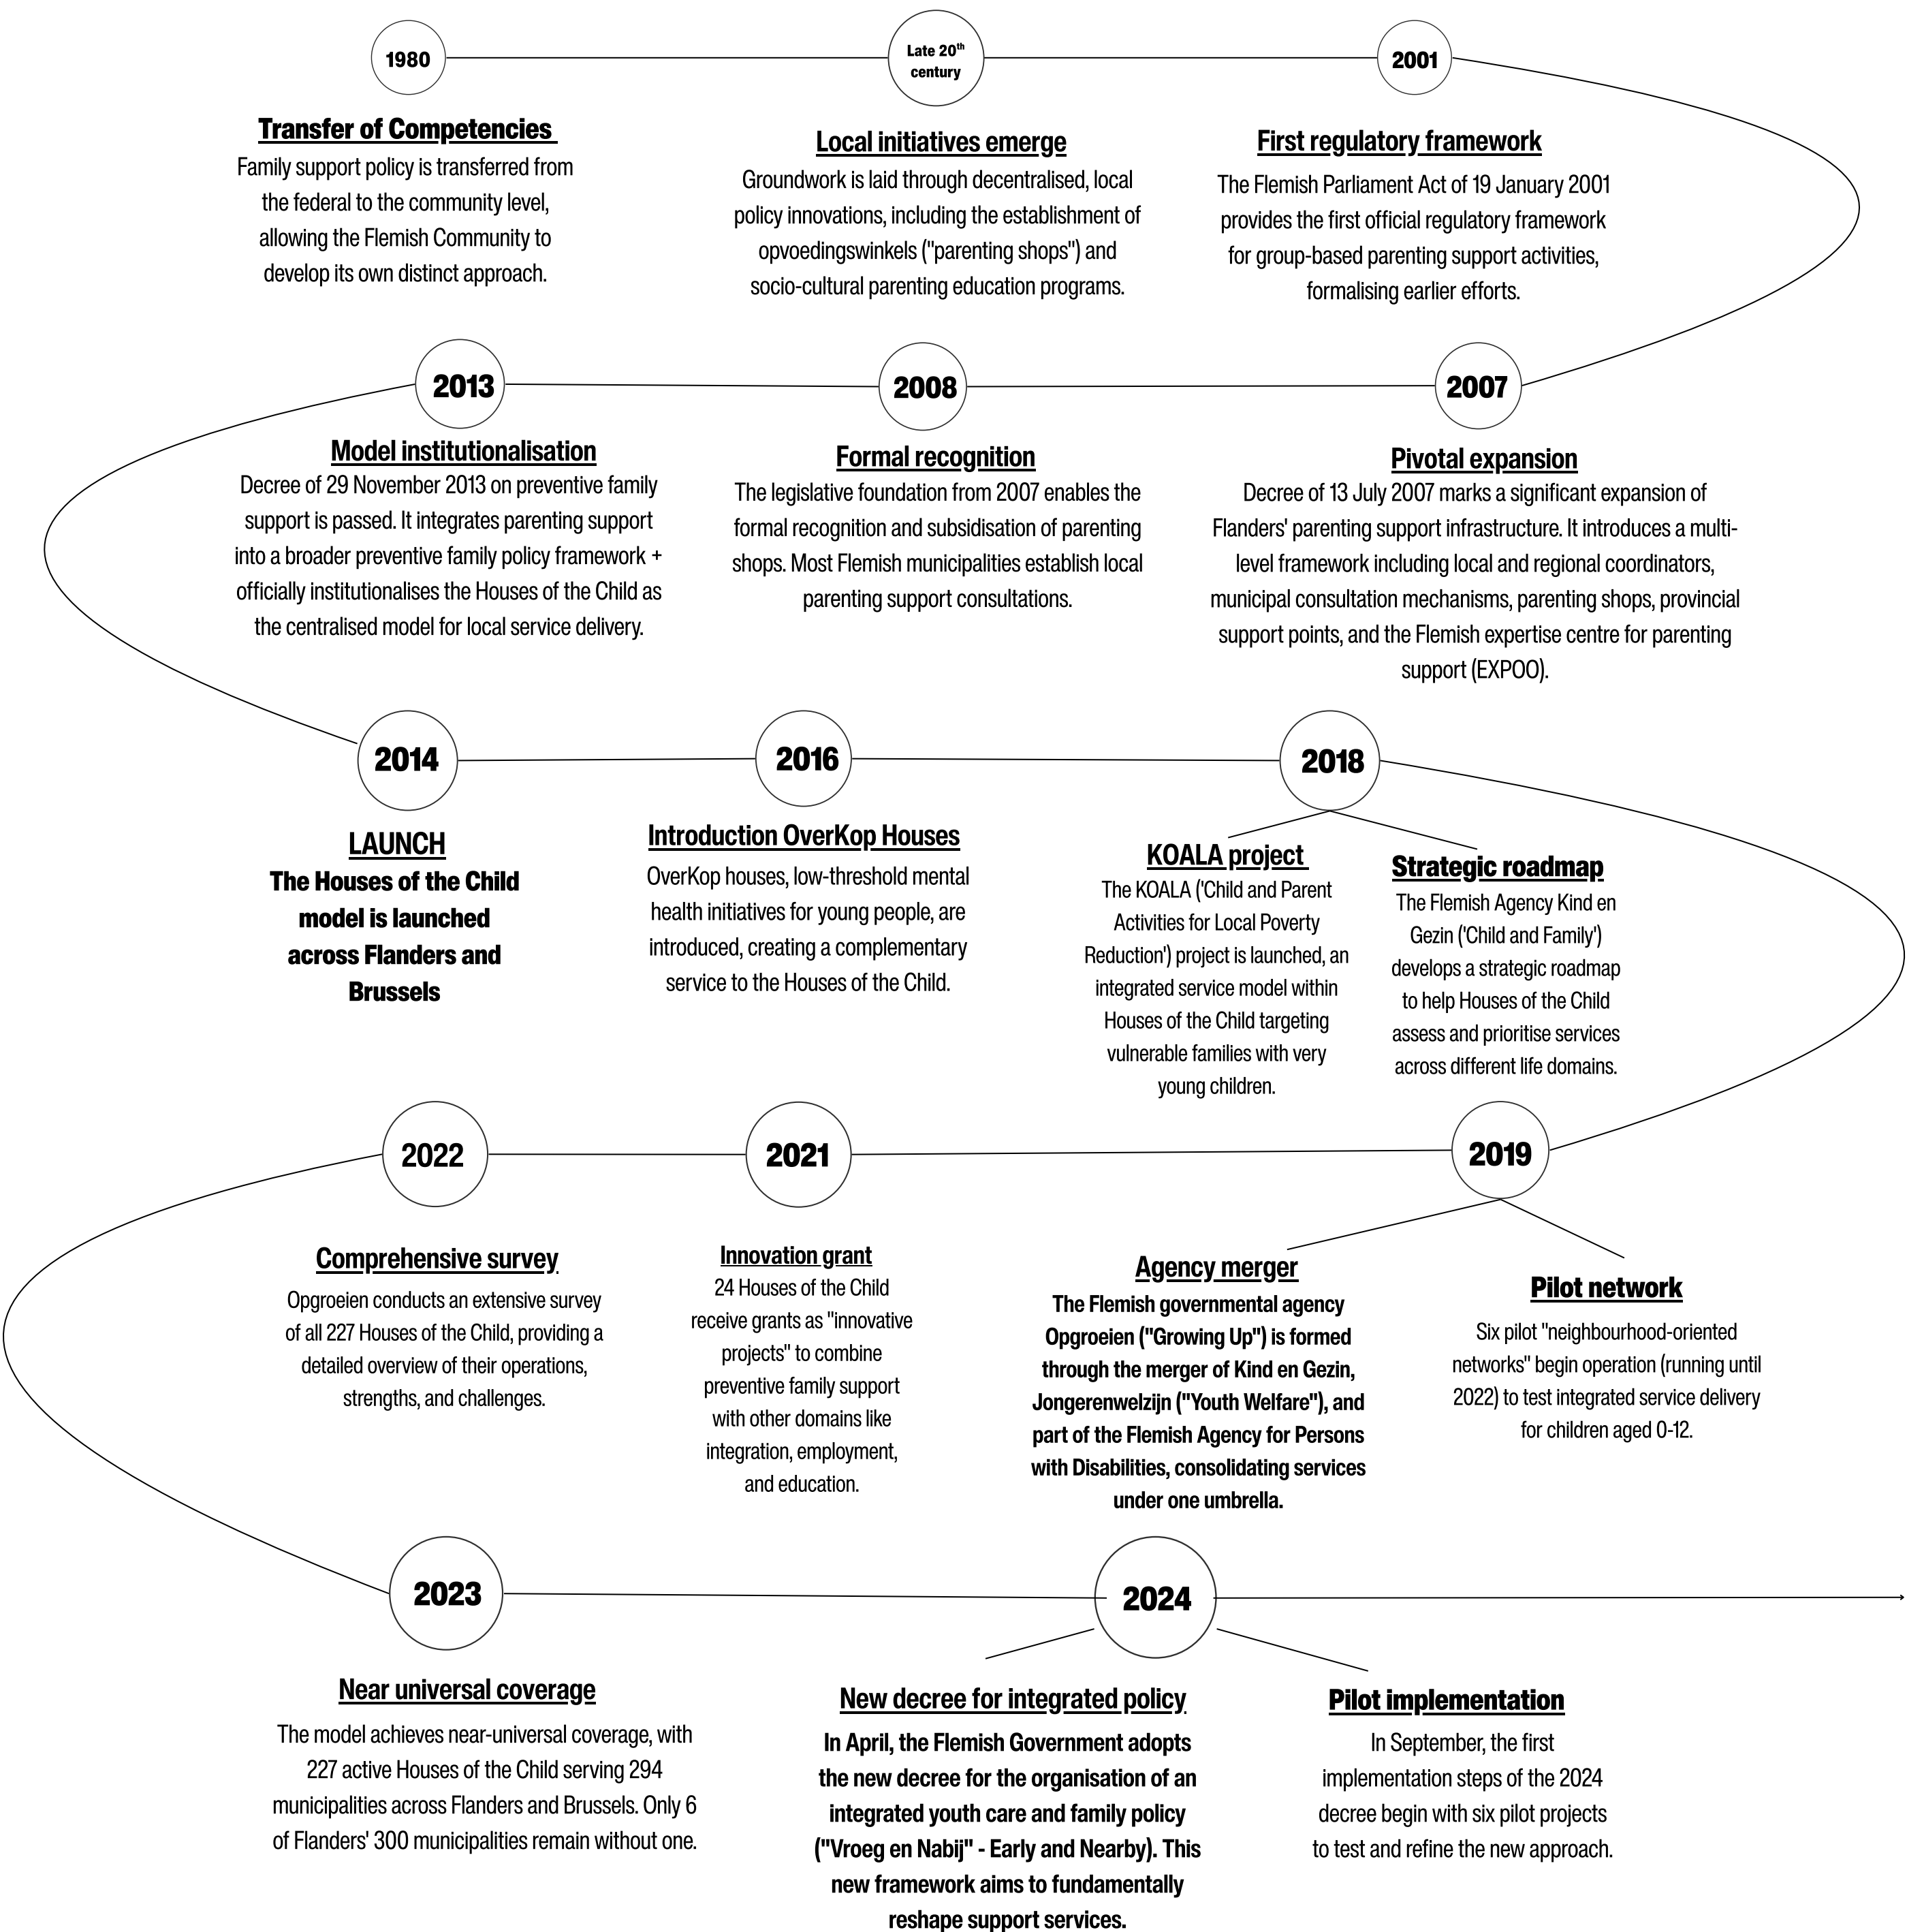 1980
Late 20th
century
2001
Transfer of Competencies
Family support policy is transferred from
the federal to the community level,
allowing the Flemish Community to
develop its own distinct approach.
Local initiatives emerge
Groundwork is laid through decentralised, local
policy innovations, including the establishment of
opvoedingswinkels ("parenting shops") and
socio-cultural parenting education programs.
First regulatory framework
The Flemish Parliament Act of 19 January 2001
provides the first official regulatory framework
for group-based parenting support activities,
formalising earlier efforts.
2007
Pivotal expansion
Decree of 13 July 2007 marks a significant expansion of
Flanders' parenting support infrastructure. It introduces a multi-
level framework including local and regional coordinators,
municipal consultation mechanisms, parenting shops, provincial
support points, and the Flemish expertise centre for parenting
support (EXPOO).
2008
Formal recognition
The legislative foundation from 2007 enables the
formal recognition and subsidisation of parenting
shops. Most Flemish municipalities establish local
parenting support consultations.
2013
Model institutionalisation
Decree of 29 November 2013 on preventive family
support is passed. It integrates parenting support
into a broader preventive family policy framework +
officially institutionalises the Houses of the Child as
the centralised model for local service delivery.
2014
LAUNCH
The Houses of the Child
model is launched
across Flanders and
Brussels
2016
Introduction OverKop Houses
OverKop houses, low-threshold mental
health initiatives for young people, are
introduced, creating a complementary
service to the Houses of the Child.
2018
KOALA project
The KOALA ('Child and Parent
Activities for Local Poverty
Reduction') project is launched, an
integrated service model within
Houses of the Child targeting
vulnerable families with very
young children.
Strategic roadmap
The Flemish Agency Kind en
Gezin ('Child and Family')
develops a strategic roadmap
to help Houses of the Child
assess and prioritise services
across different life domains.
2019
Agency merger
The Flemish governmental agency
Opgroeien ("Growing Up") is formed
through the merger of Kind en Gezin,
Jongerenwelzijn ("Youth Welfare"), and
part of the Flemish Agency for Persons
with Disabilities, consolidating services
under one umbrella.
Pilot network
Six pilot "neighbourhood-oriented
networks" begin operation (running until
2022) to test integrated service delivery
for children aged 0-12.
2021
Innovation grant
24 Houses of the Child
receive grants as "innovative
projects" to combine
preventive family support
with other domains like
integration, employment,
and education.
2022
Comprehensive survey
Opgroeien conducts an extensive survey
of all 227 Houses of the Child, providing a
detailed overview of their operations,
strengths, and challenges.
2023
Near universal coverage
The model achieves near-universal coverage, with
227 active Houses of the Child serving 294
municipalities across Flanders and Brussels. Only 6
of Flanders' 300 municipalities remain without one.
2024
New decree for integrated policy
In April, the Flemish Government adopts
the new decree for the organisation of an
integrated youth care and family policy
("Vroeg en Nabij" - Early and Nearby). This
new framework aims to fundamentally
reshape support services.
Pilot implementation
In September, the first
implementation steps of the 2024
decree begin with six pilot projects
to test and refine the new approach.